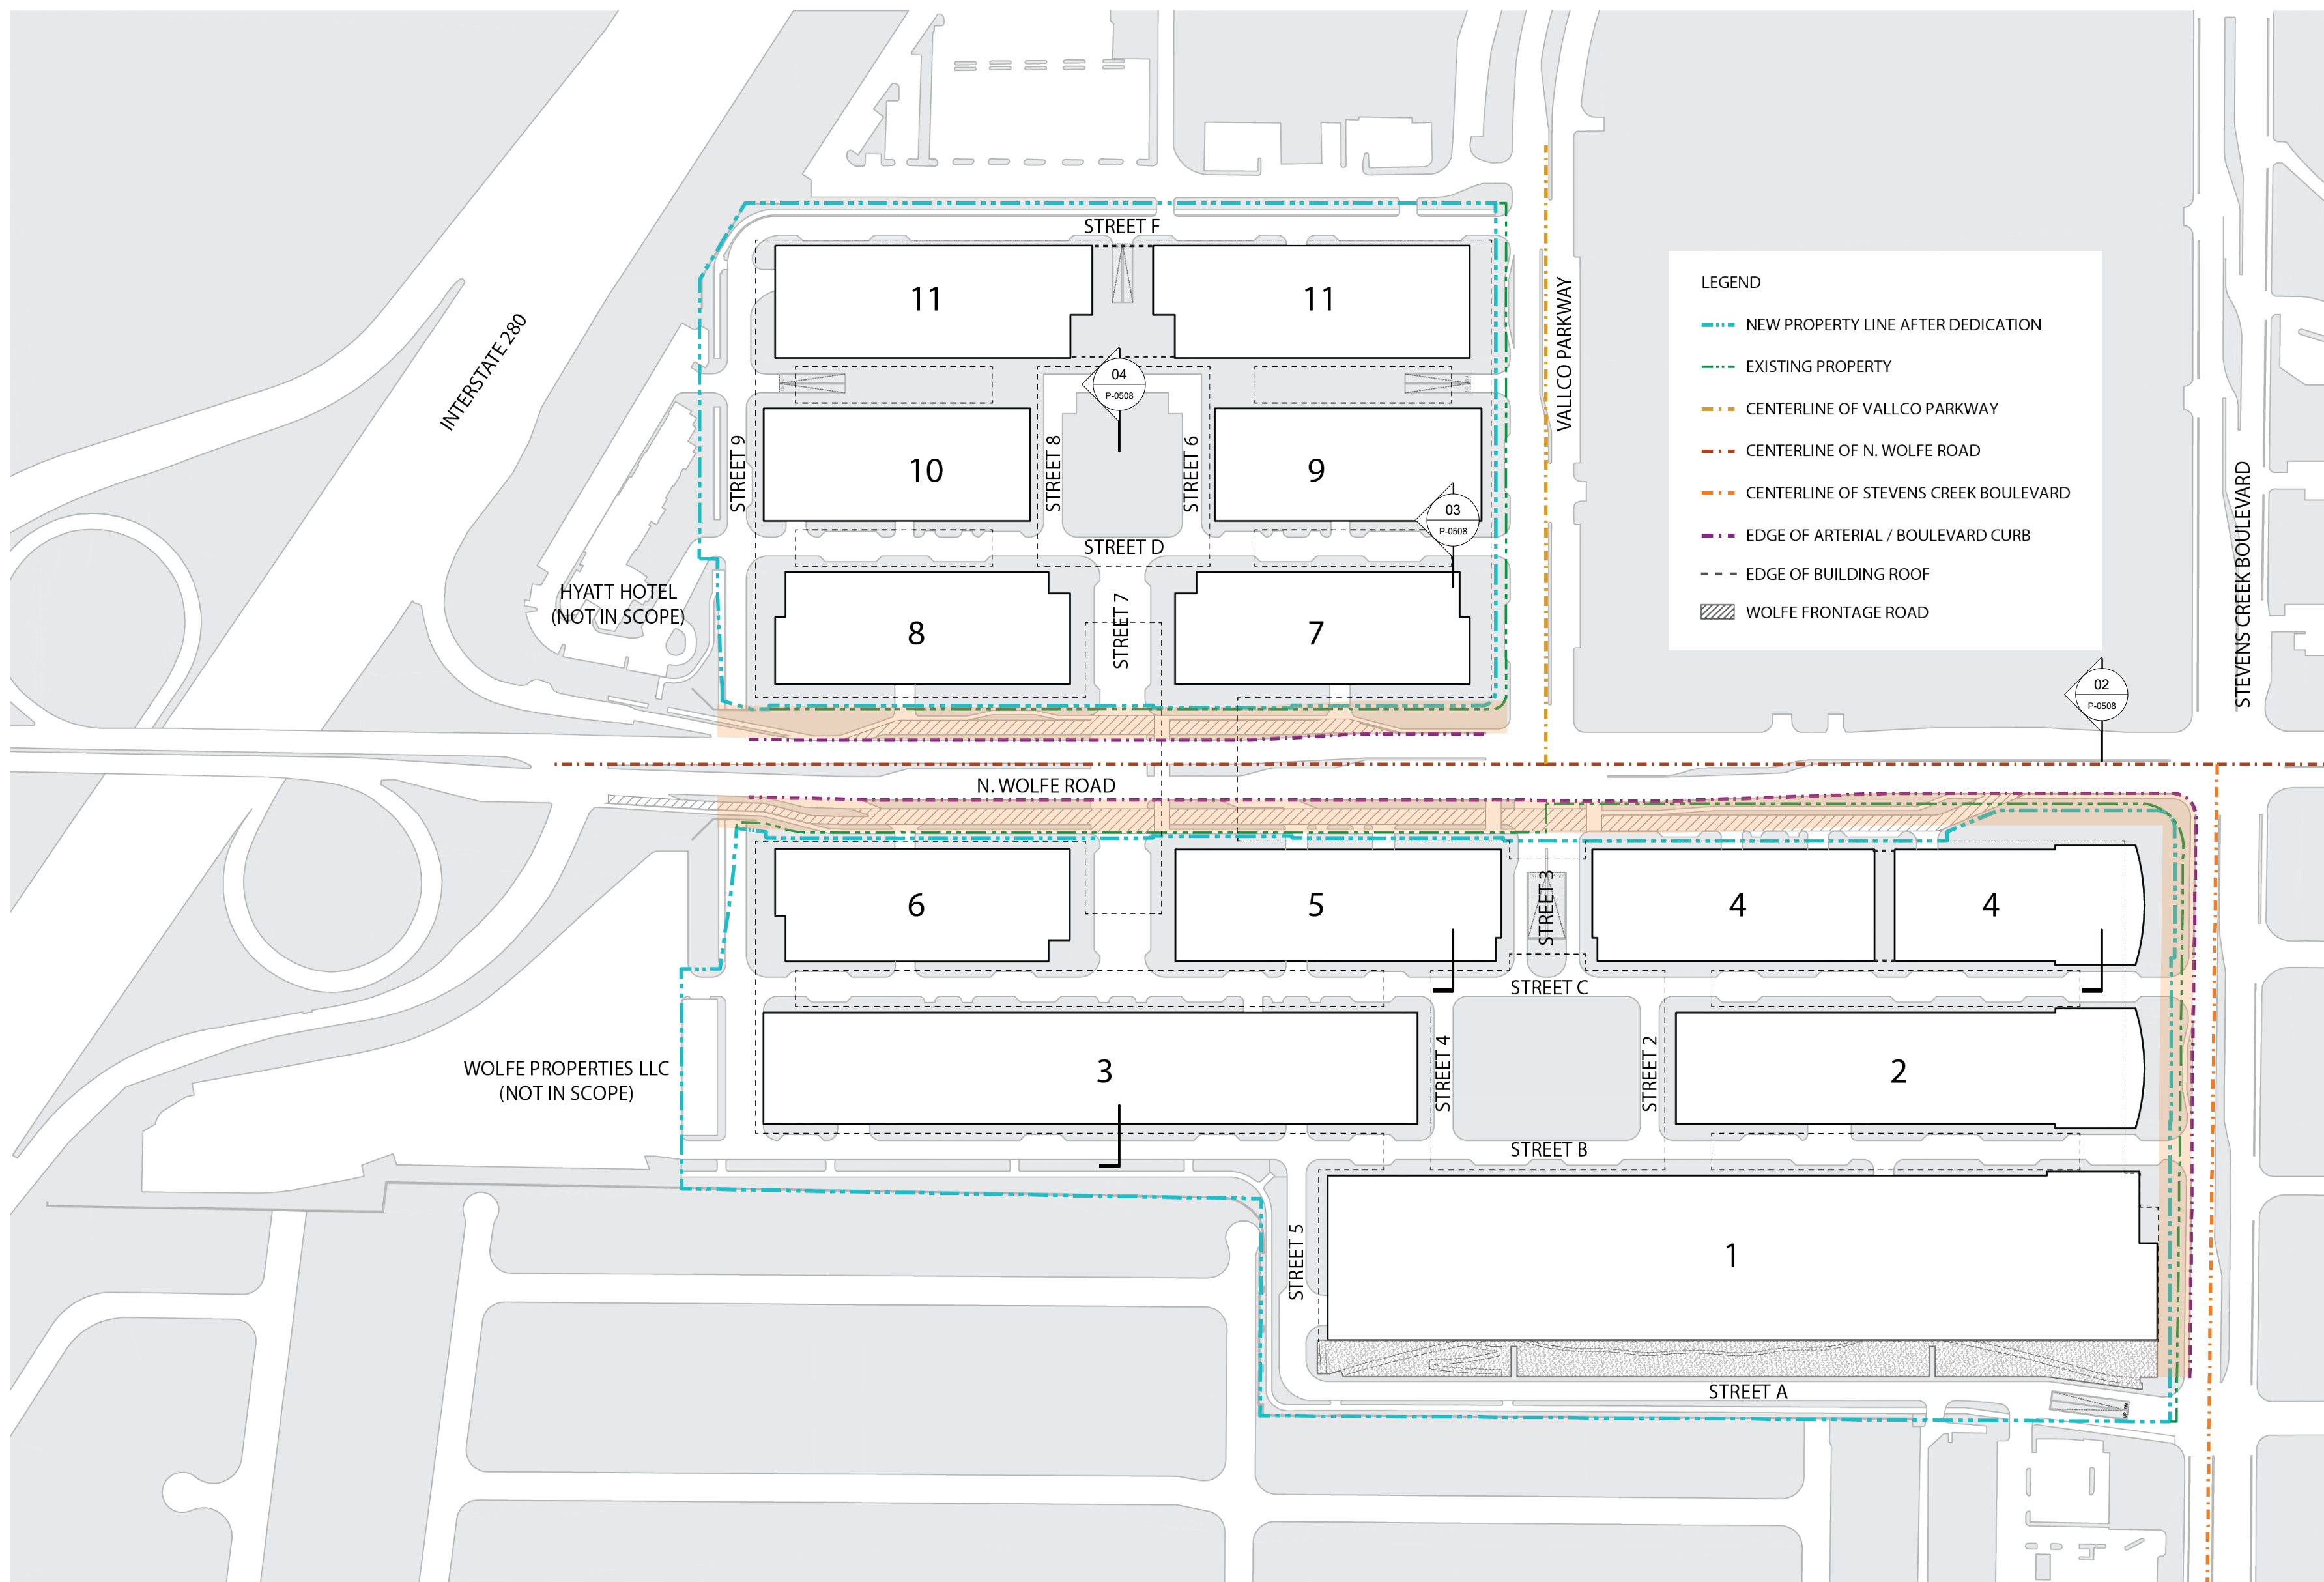 STREET F
INTERSTATE 280
VALLCO PARKWAY
11
11
LEGEND
NEW PROPERTY LINE AFTER DEDICATION
EXISTING PROPERTY
CENTERLINE OF VALLCO PARKWAY
CENTERLINE OF N. WOLFE ROAD
CENTERLINE OF STEVENS CREEK BOULEVARD
EDGE OF ARTERIAL / BOULEVARD CURB
EDGE OF BUILDING ROOF
WOLFE FRONTAGE ROAD
04
P-0508
STREET 9
10
STREET 8
STREET 6
9
03
P-0508
STREET D
STEVENS CREEK BOULEVARD
HYATT HOTEL
(NOT IN SCOPE)
8
STREET 7
7
02
P-0508
N. WOLFE ROAD
6
5
STREET 3
4
4
STREET C
WOLFE PROPERTIES LLC
(NOT IN SCOPE)
3
STREET 4
STREET 2
2
STREET B
STREET 5
1
STREET A